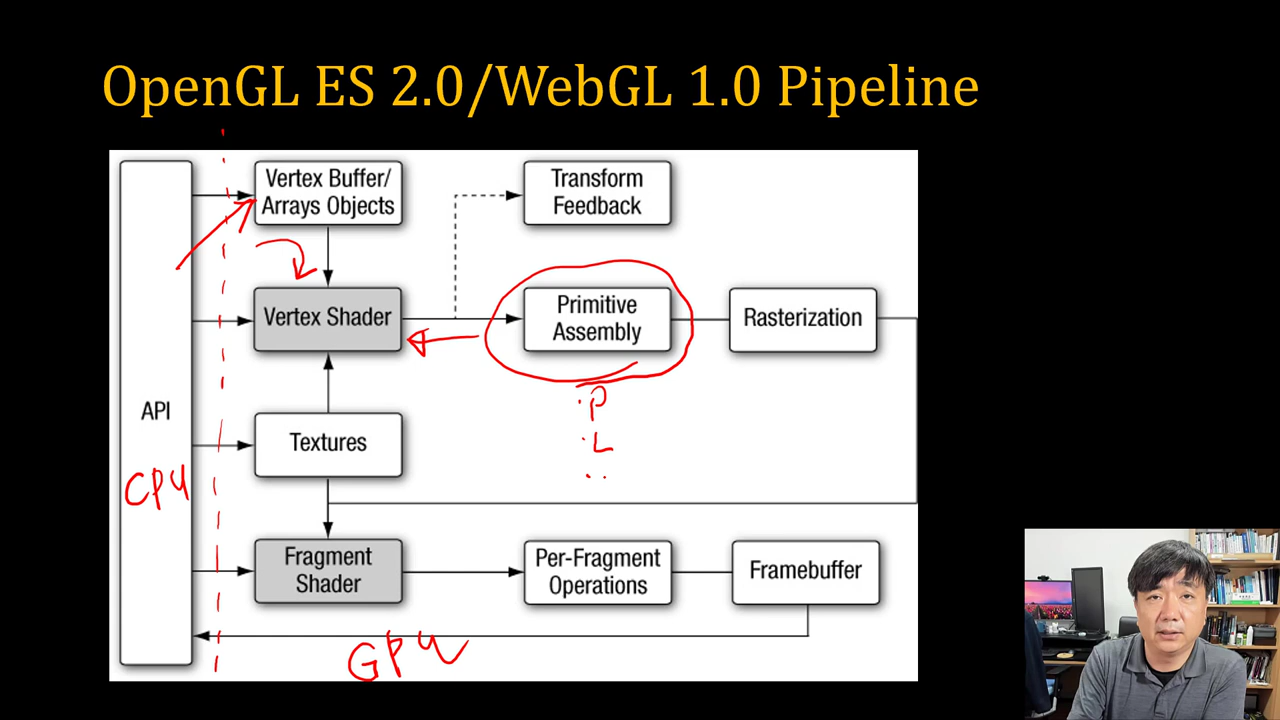 OpenGL ES 2.0/WebGL 1.0 Pipeline
Vertex Buffer/
Arrays Objects
Transform
Feedback
Vertex Shader
Primitive
Assembly
Rasterization
P
L
API
CPU
Textures
Fragment
Shader
Per-Fragment
Operations
Framebuffer
GPU